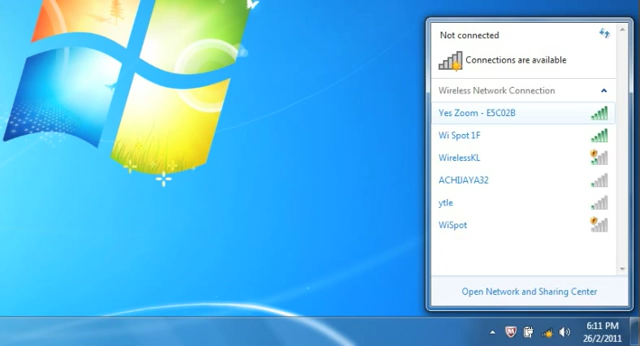 Not connected
Connections are available
Wireless Network Connection
Yes Zoom - E5C02B
Wi Spot 1F
WirelessKL
ACHIJAYA32
ytle
WiSpot
Open Network and Sharing Center
6:11 PM
26/2/2011